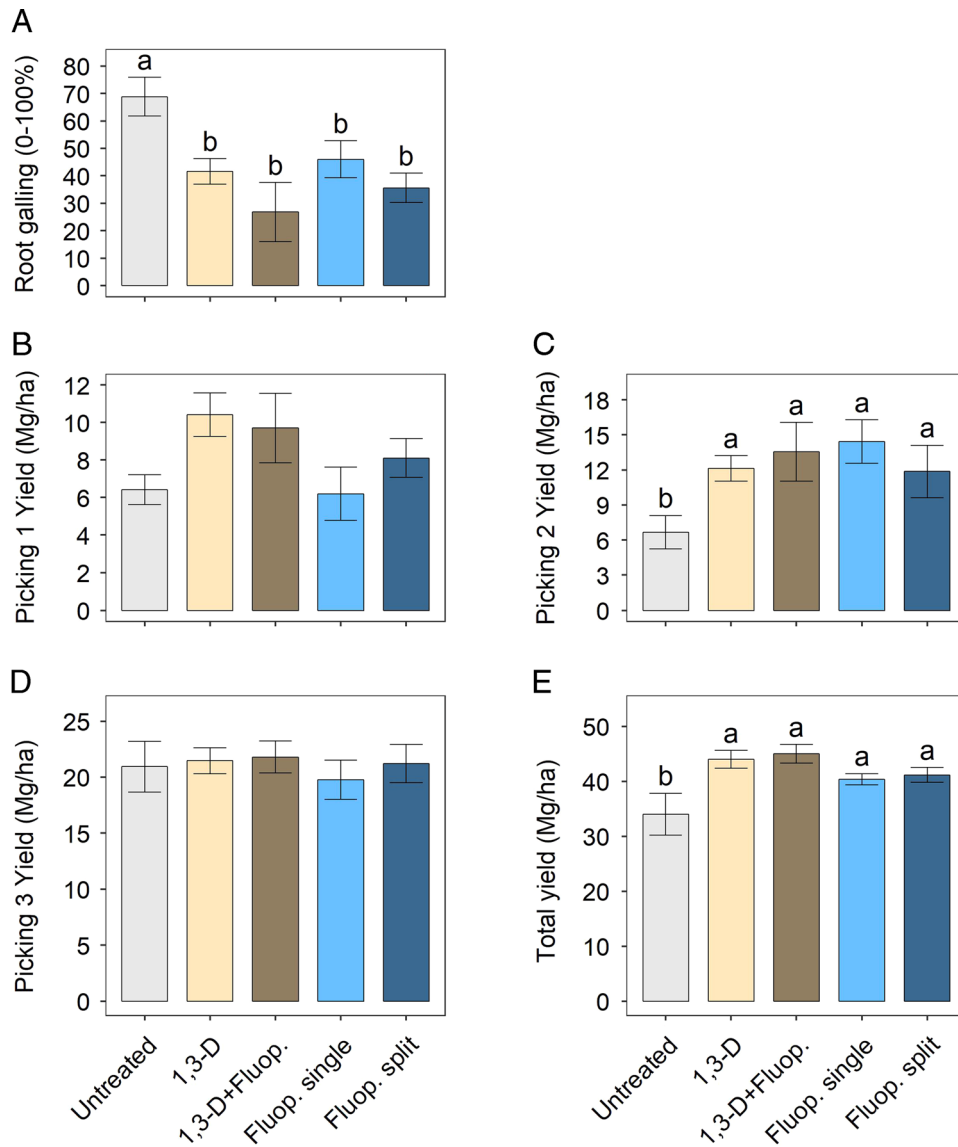 A
Root galling (0-100%)
80
70
60
50
40
30
20
10
0
a
b
b
b
b
B
Picking 1 Yield (Mg/ha)
12
10
8
6
4
2
0
C
Picking 2 Yield (Mg/ha)
18
15
12
9
6
3
0
b
a
a
a
a
D
Picking 3 Yield (Mg/ha)
25
20
15
10
5
0
Untreated
1,3-D
1,3-D+Fluop.
Fluop. single
Fluop. split
E
Total yield (Mg/ha)
50
40
30
20
10
0
b
a
a
a
a
Untreated
1,3-D
1,3-D+Fluop.
Fluop. single
Fluop. split